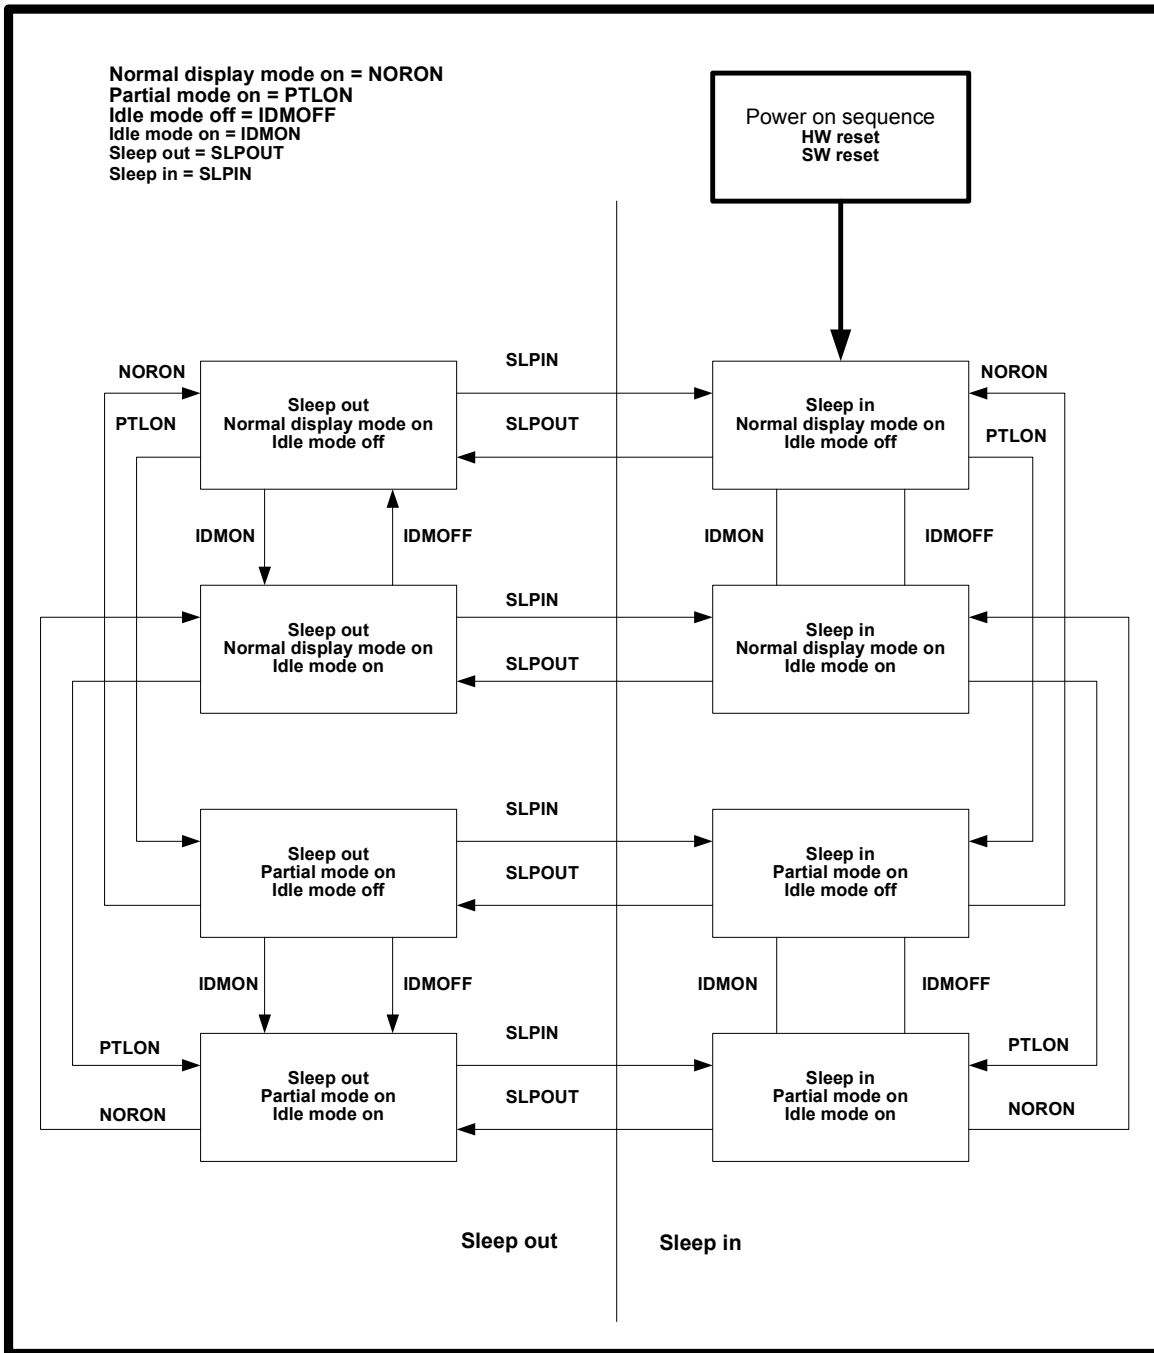 Normal display mode on = NORON
Partial mode on = PTLON
Idle mode off = IDMOFF
Idle mode on = IDMON
Sleep out = SLPOUT
Sleep in = SLPIN
Power on sequence
HW reset
SW reset
NORON
PTLON
Sleep out
Normal display mode on
Idle mode off
SLPIN
SLPOUT
Sleep in
Normal display mode on
Idle mode off
NORON
PTLON
IDMON
IDMOFF
IDMON
IDMOFF
Sleep out
Normal display mode on
Idle mode on
SLPIN
SLPOUT
Sleep in
Normal display mode on
Idle mode on
Sleep out
Partial mode on
Idle mode off
SLPIN
SLPOUT
Sleep in
Partial mode on
Idle mode off
IDMON
IDMOFF
IDMON
IDMOFF
PTLON
NORON
Sleep out
Partial mode on
Idle mode on
SLPIN
SLPOUT
Sleep in
Partial mode on
Idle mode on
PTLON
NORON
Sleep out
Sleep in